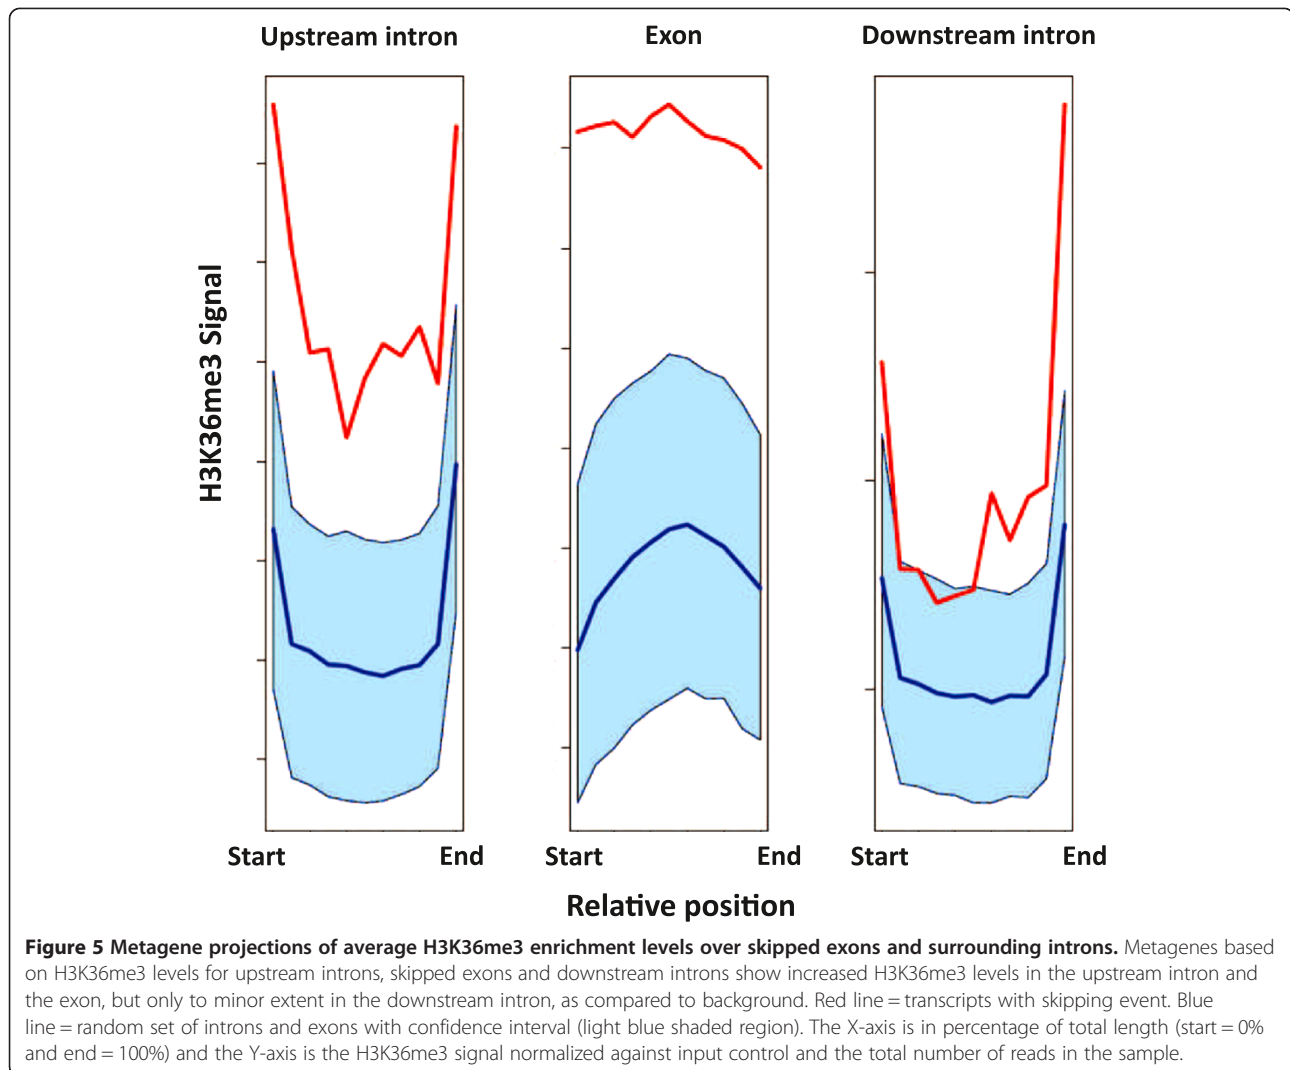 Upstream intron
Exon
Downstream intron
H3K36me3 Signal
Start
End
Start
End
Start
End
Relative position
Figure 5 Metagene projections of average H3K36me3 enrichment levels over skipped exons and surrounding introns. Metagenes based
on H3K36me3 levels for upstream introns, skipped exons and downstream introns show increased H3K36me3 levels in the upstream intron and
the exon, but only to minor extent in the downstream intron, as compared to background. Red line = transcripts with skipping event. Blue
line = random set of introns and exons with confidence interval (light blue shaded region). The X-axis is in percentage of total length (start = 0%
and end = 100%) and the Y-axis is the H3K36me3 signal normalized against input control and the total number of reads in the sample.